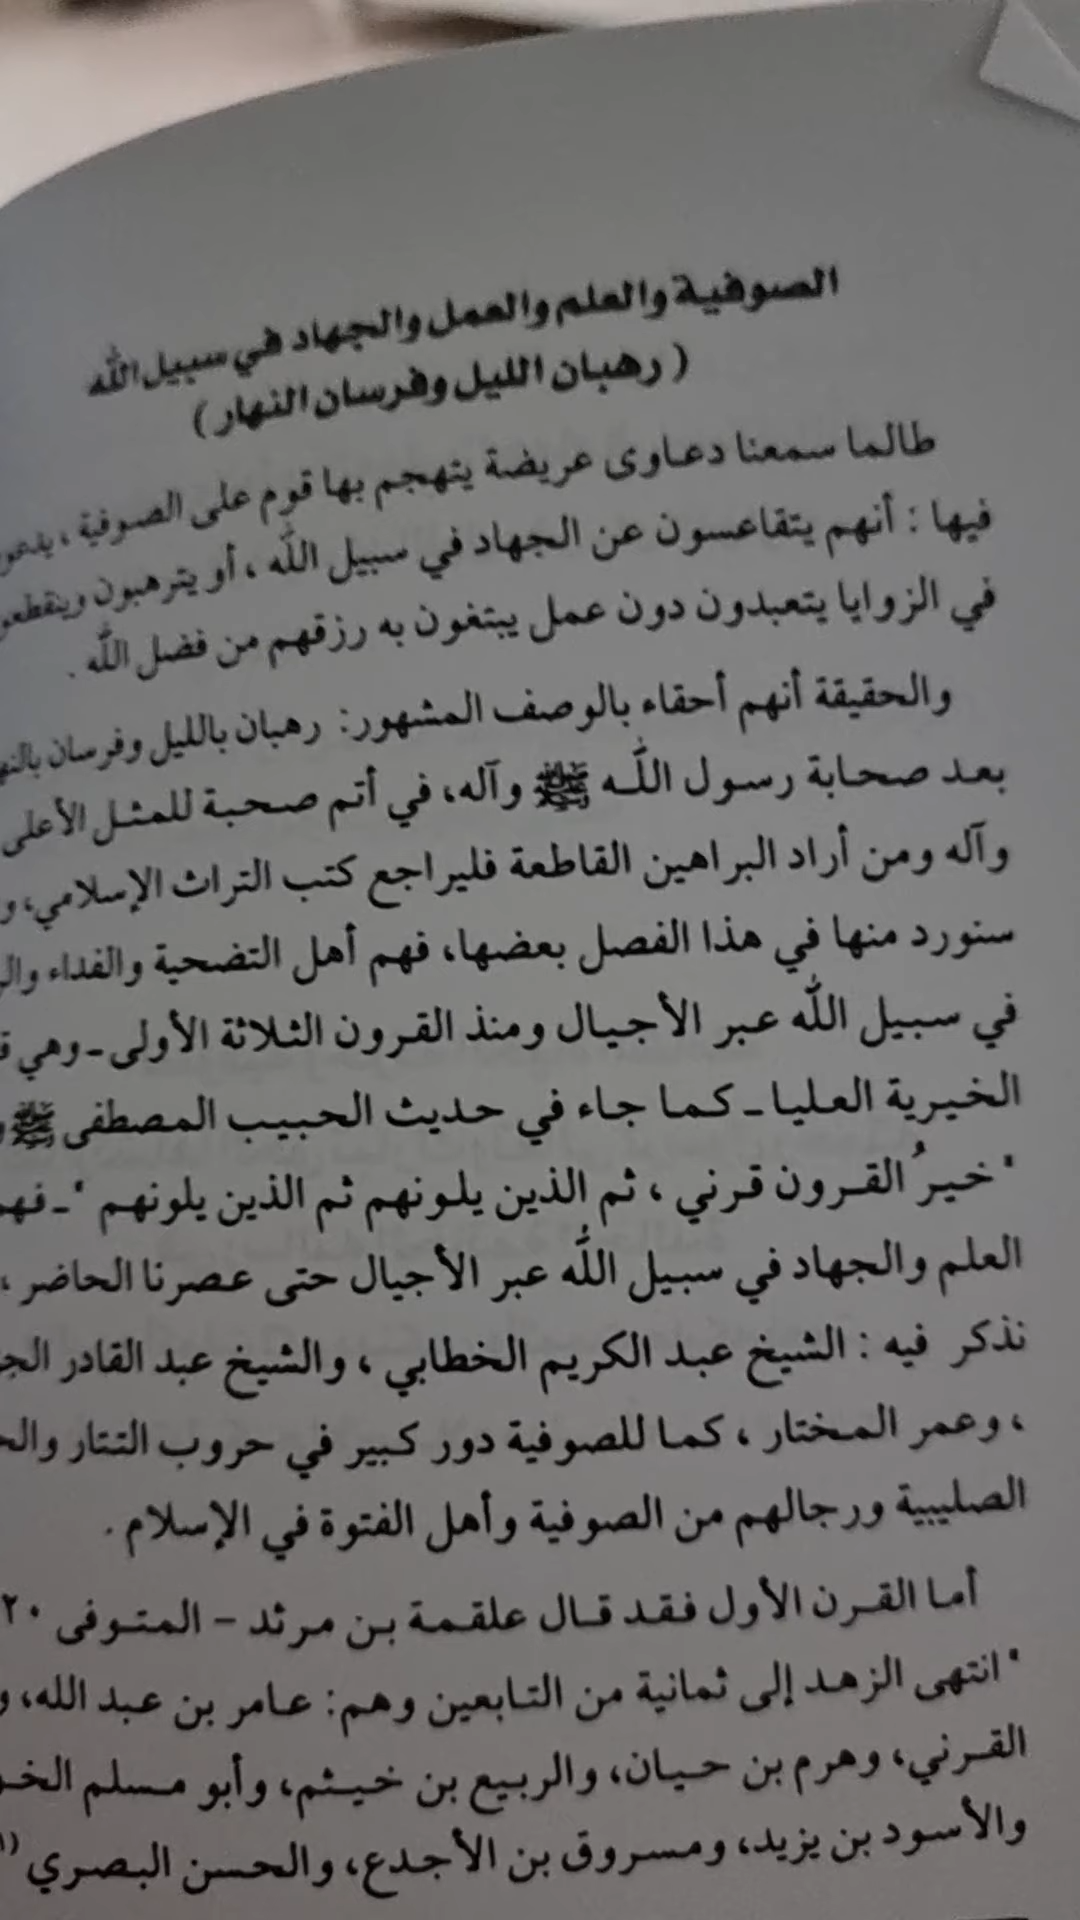 الصوفية والعلم والعمل والجهاد في سبيل الله
( رهبان الليل وفرسان النهار )
طالما سمعنا دعاوى عريضة يتهجم بها قوم على الصوفية ،
فيها : أنهم يتقاعسون عن الجهاد في سبيل الله ، أو يترهبون
في الزوايا يتعبدون دون عمل يبتغون به رزقهم من فضل الله .
والحقيقة أنهم أحقاء بالوصف المشهور: رهبان بالليل وفرسان
بعد صحابة رسول اللـه ﷺ وآله، في أتم صحبة للمثل الأعلى
وآله ومن أراد البراهين القاطعة فليراجع كتب التراث الإسلامي،
سنورد منها في هذا الفصل بعضها، فهم أهل التضحية والفداء
في سبيل الله عبر الأجيال ومنذ القرون الثلاثة الأولى ـ وهي
الخيرية العليا ـ كما جاء في حديث الحبيب المصطفى ﷺ
" خيرُ القرون قرني ، ثم الذين يلونهم ثم الذين يلونهم " ـ
العلم والجهاد في سبيل الله عبر الأجيال حتى عصرنا الحاضر ،
نذكر فيه : الشيخ عبد الكريم الخطابي ، والشيخ عبد القادر
، وعمر المختار ، كما للصوفية دور كبير في حروب التتار
الصليبية ورجالهم من الصوفية وأهل الفتوة في الإسلام .
أما القرن الأول فقد قال علقمة بن مرثد – المتوفى
" انتهى الزهد إلى ثمانية من التابعين وهم: عامر بن عبد الله،
القرني، وهرم بن حيان، والربيع بن خيثم، وأبو مسلم
والأسود بن يزيد، ومسروق بن الأجدع، والحسن البصري